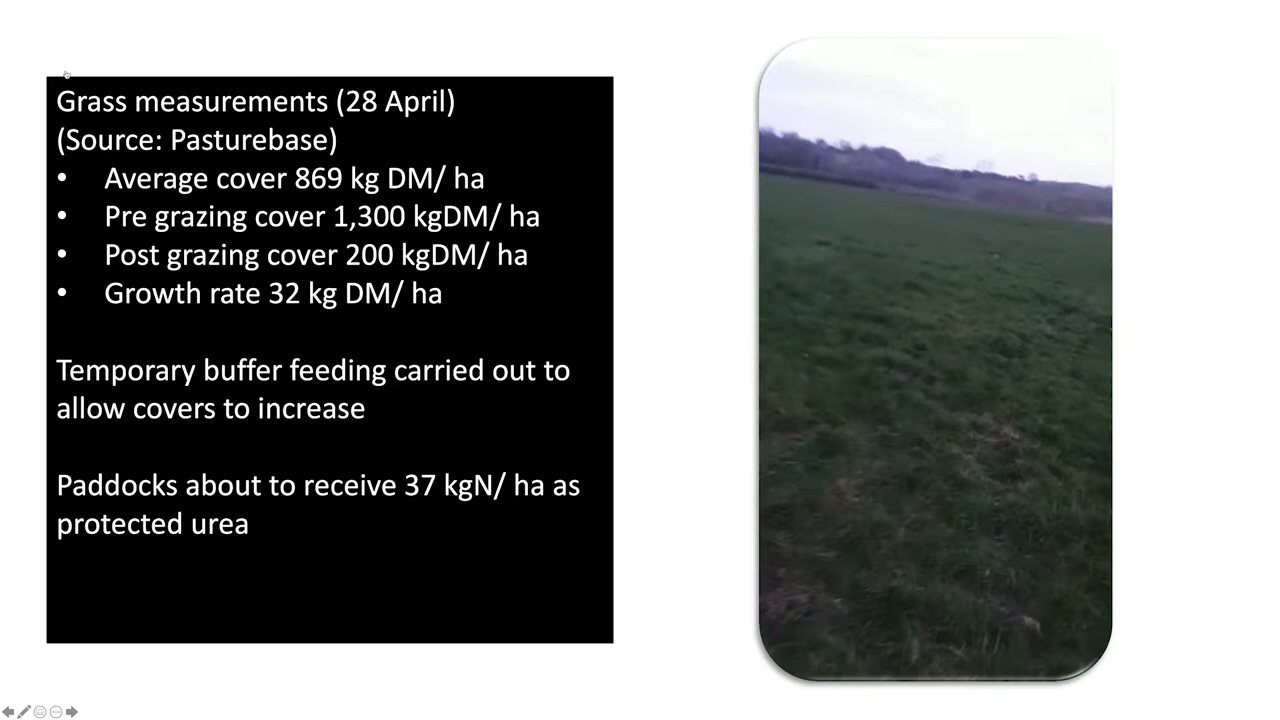 Grass measurements (28 April)
(Source: Pasturebase)
• Average cover 869 kg DM/ ha
• Pre grazing cover 1,300 kgDM/ ha
• Post grazing cover 200 kgDM/ ha
• Growth rate 32 kg DM/ ha
Temporary buffer feeding carried out to
allow covers to increase
Paddocks about to receive 37 kgN/ ha as
protected urea